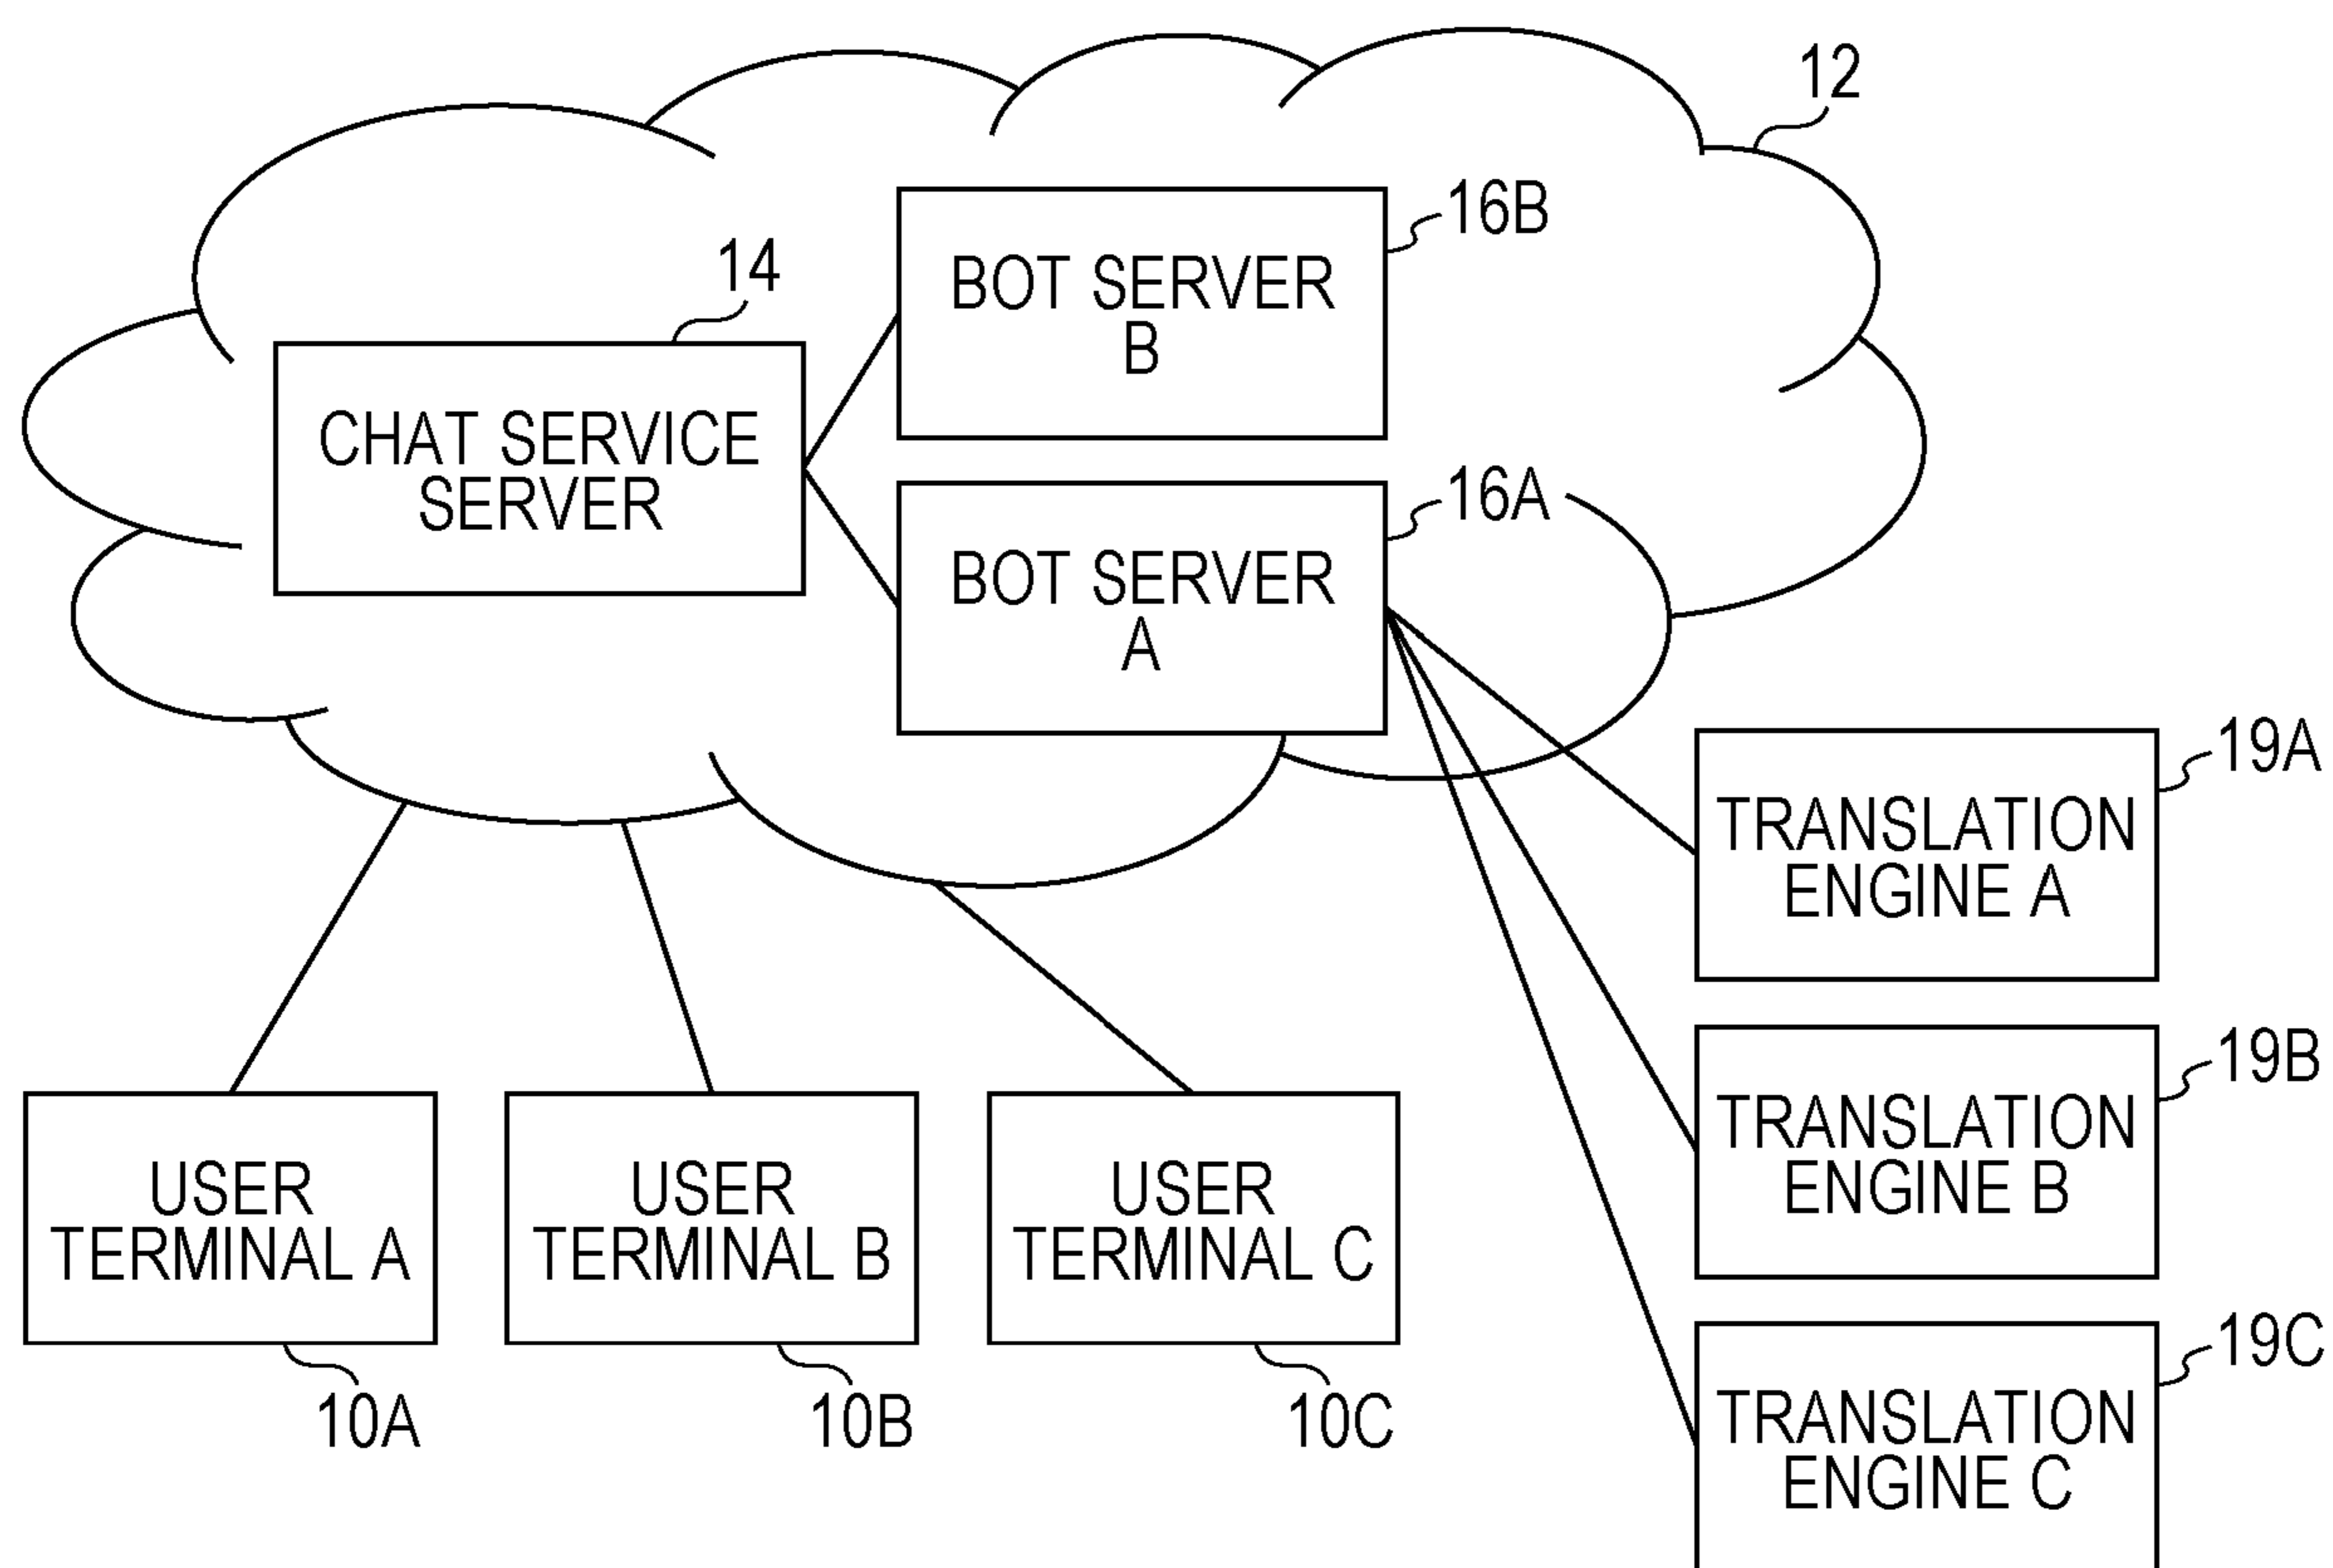 12
16B
BOT SERVER
B
14
CHAT SERVICE
SERVER
16A
BOT SERVER
A
19A
TRANSLATION
ENGINE A
19B
TRANSLATION
ENGINE B
USER
TERMINAL A
USER
TERMINAL B
USER
TERMINAL C
10A
10B
10C
19C
TRANSLATION
ENGINE C